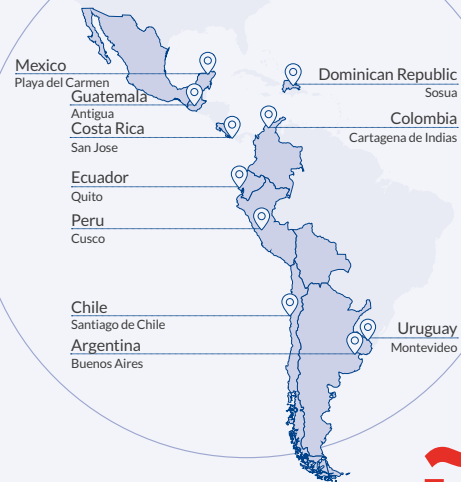 Mexico
Playa del Carmen
Guatemala
Antigua
Costa Rica
San Jose
Ecuador
Quito
Peru
Cusco
Chile
Santiago de Chile
Argentina
Buenos Aires
Dominican Republic
Sosua
Colombia
Cartagena de Indias
Uruguay
Montevideo